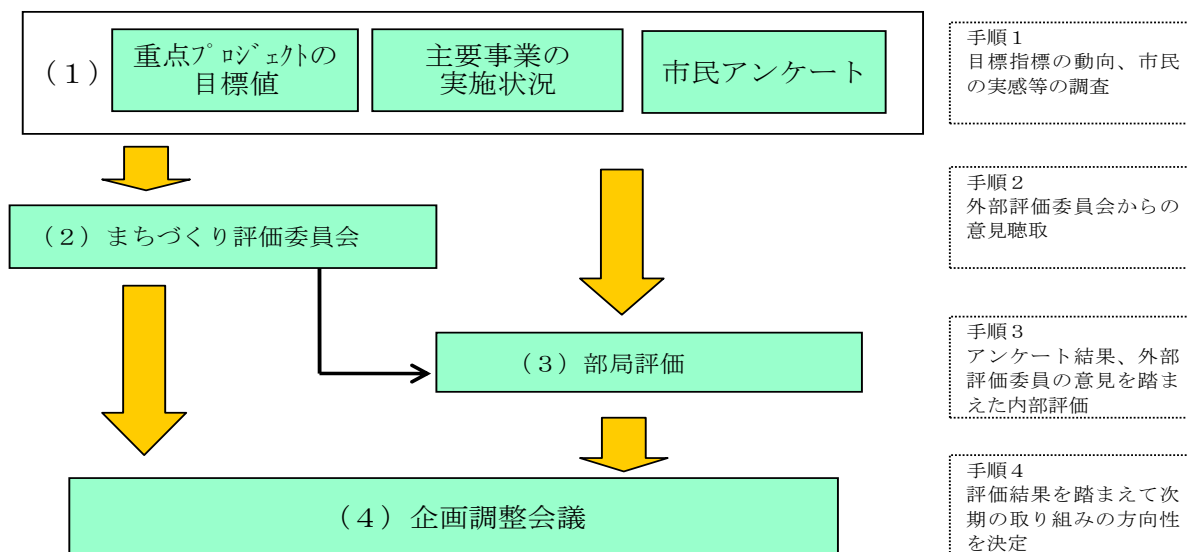 (１)
重点プロジェクトの
目標値
主要事業の
実施状況
市民アンケート
手順１
目標指標の動向、市民
の実感等の調査
(２) まちづくり評価委員会
手順２
外部評価委員会からの
意見聴取
(３) 部局評価
手順３
アンケート結果、外部
評価委員の意見を踏ま
えた内部評価
(４) 企画調整会議
手順４
評価結果を踏まえて次
期の取り組みの方向性
を決定